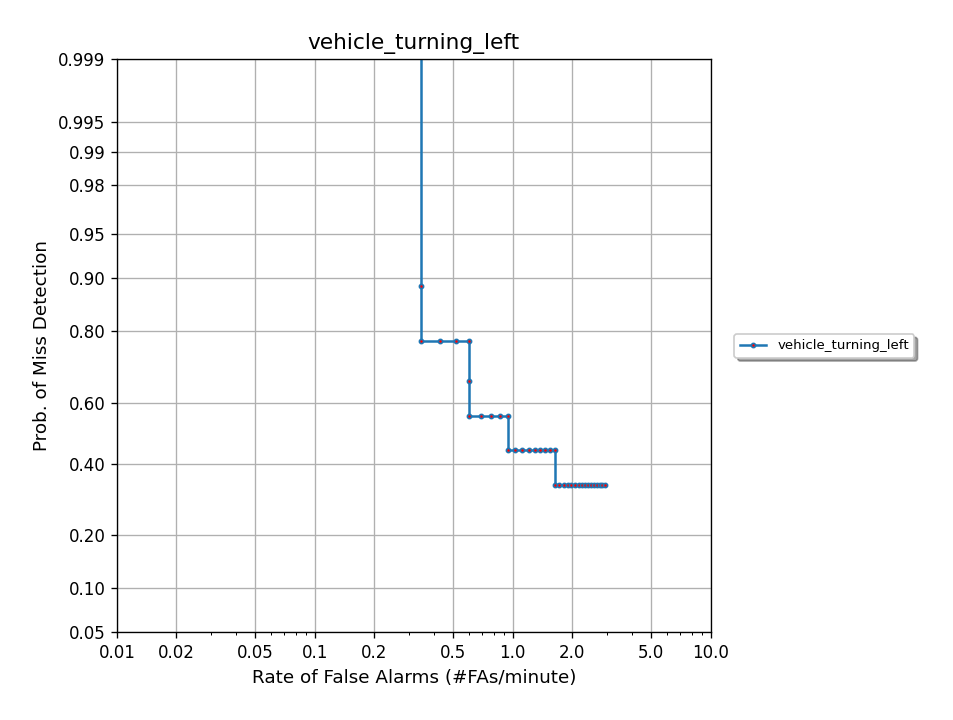 vehicle_turning_left
0.999
0.995
0.99
0.98
0.95
0.90
0.80
0.60
0.40
0.20
0.10
0.05
Prob. of Miss Detection
0.01 0.02 0.05 0.1 0.2 0.5 1.0 2.0 5.0 10.0
Rate of False Alarms (#FAs/minute)
vehicle_turning_left